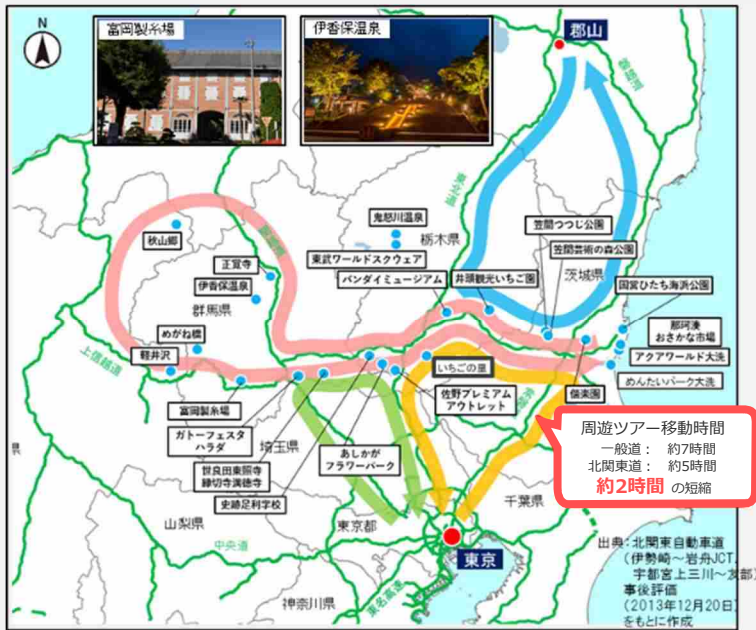 N
富岡製糸場
伊香保温泉
郡山
磐越道
東北道
鬼怒川温泉
栃木県
笠間つつじ公園
笠間芸術の森公園
秋山郷
東武ワールドスクウェア
バンダイミュージアム
井頭観光いちご園
茨城県
国営ひたち海浜公園
正覚寺
伊香保温泉
群馬県
那珂湊
おさかな市場
めがね橋
軽井沢
上信越道
アクアワールド大洗
めんたいパーク大洗
いちごの里
偕楽園
富岡製糸場
佐野プレミアム
アウトレット
ガトーフェスタ
ハラダ
埼玉県
あしかが
フラワーパーク
世良田東照寺
縁切寺満徳寺
史跡足利学校
周遊ツアー移動時間
一般道： 約7時間
北関東道： 約5時間
約2時間 の短縮
千葉県
山梨県
東京都
中央道
東京
東名高速
神奈川県
出典：北関東自動車道
（伊勢崎～岩舟JCT、
宇都宮上三川～友部）
事後評価
（2013年12月20日）
をもとに作成